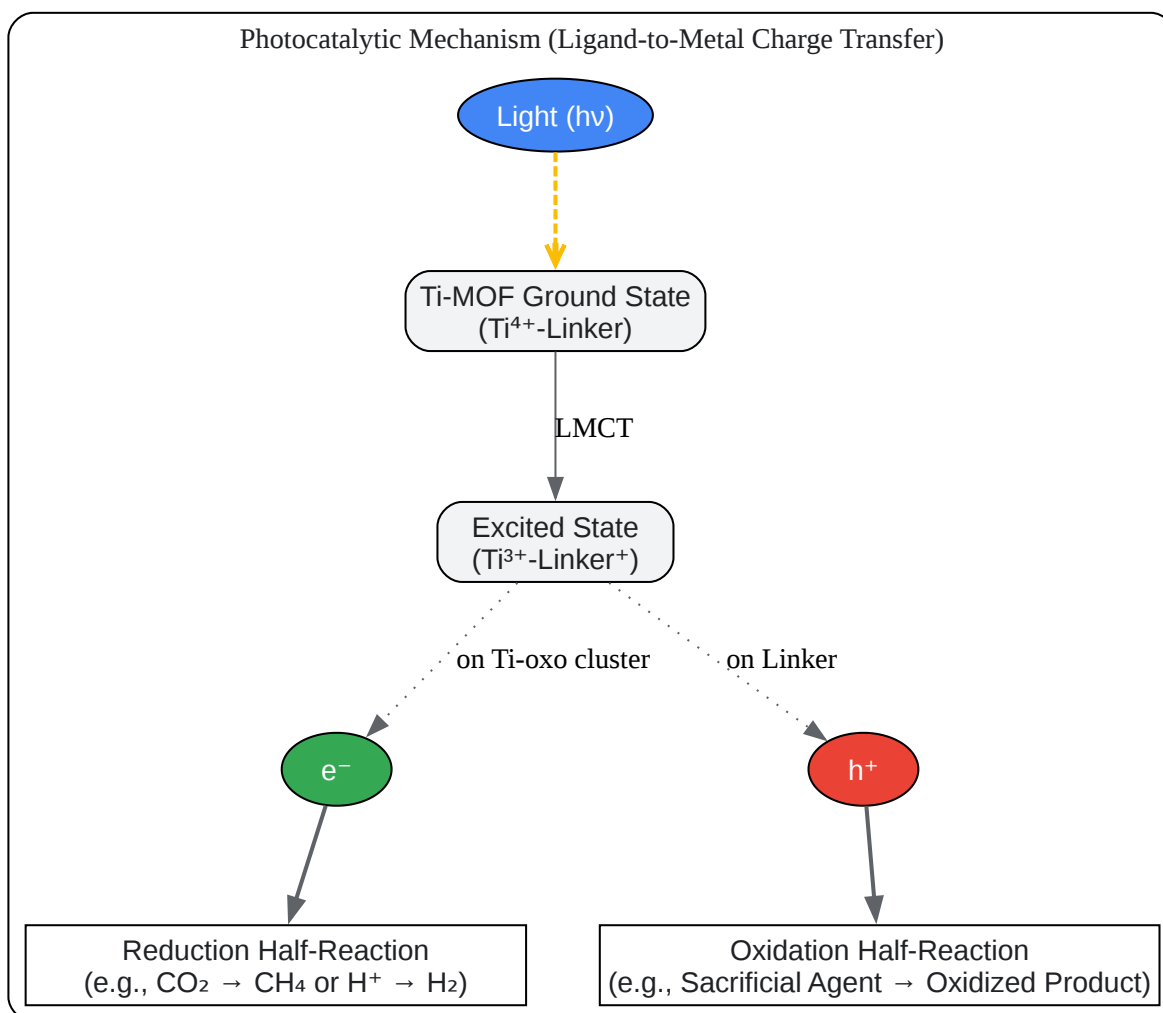 Photocatalytic Mechanism (Ligand-to-Metal Charge Transfer)
Light (hν)
Ti-MOF Ground State
(Ti⁴⁺-Linker)
LMCT
Excited State
(Ti³⁺-Linker⁺)
on Ti-oxo cluster
on Linker
e⁻
h⁺
Reduction Half-Reaction
(e.g., CO₂ → CH₄ or H⁺ → H₂)
Oxidation Half-Reaction
(e.g., Sacrificial Agent → Oxidized Product)